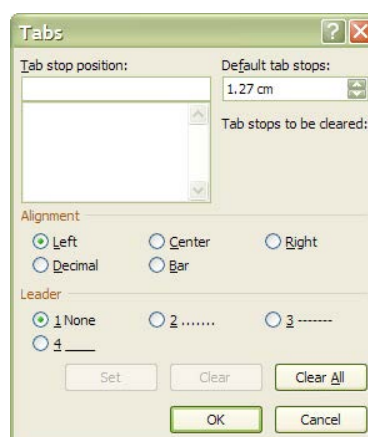 Tabs
Tab stop position:
Default tab stops:
1.27 cm
Tab stops to be cleared:
Alignment
Left Center Right
Decimal Bar
Leader
1 None 2 ....... 3 -------
4 ____
Set Clear Clear All
OK Cancel